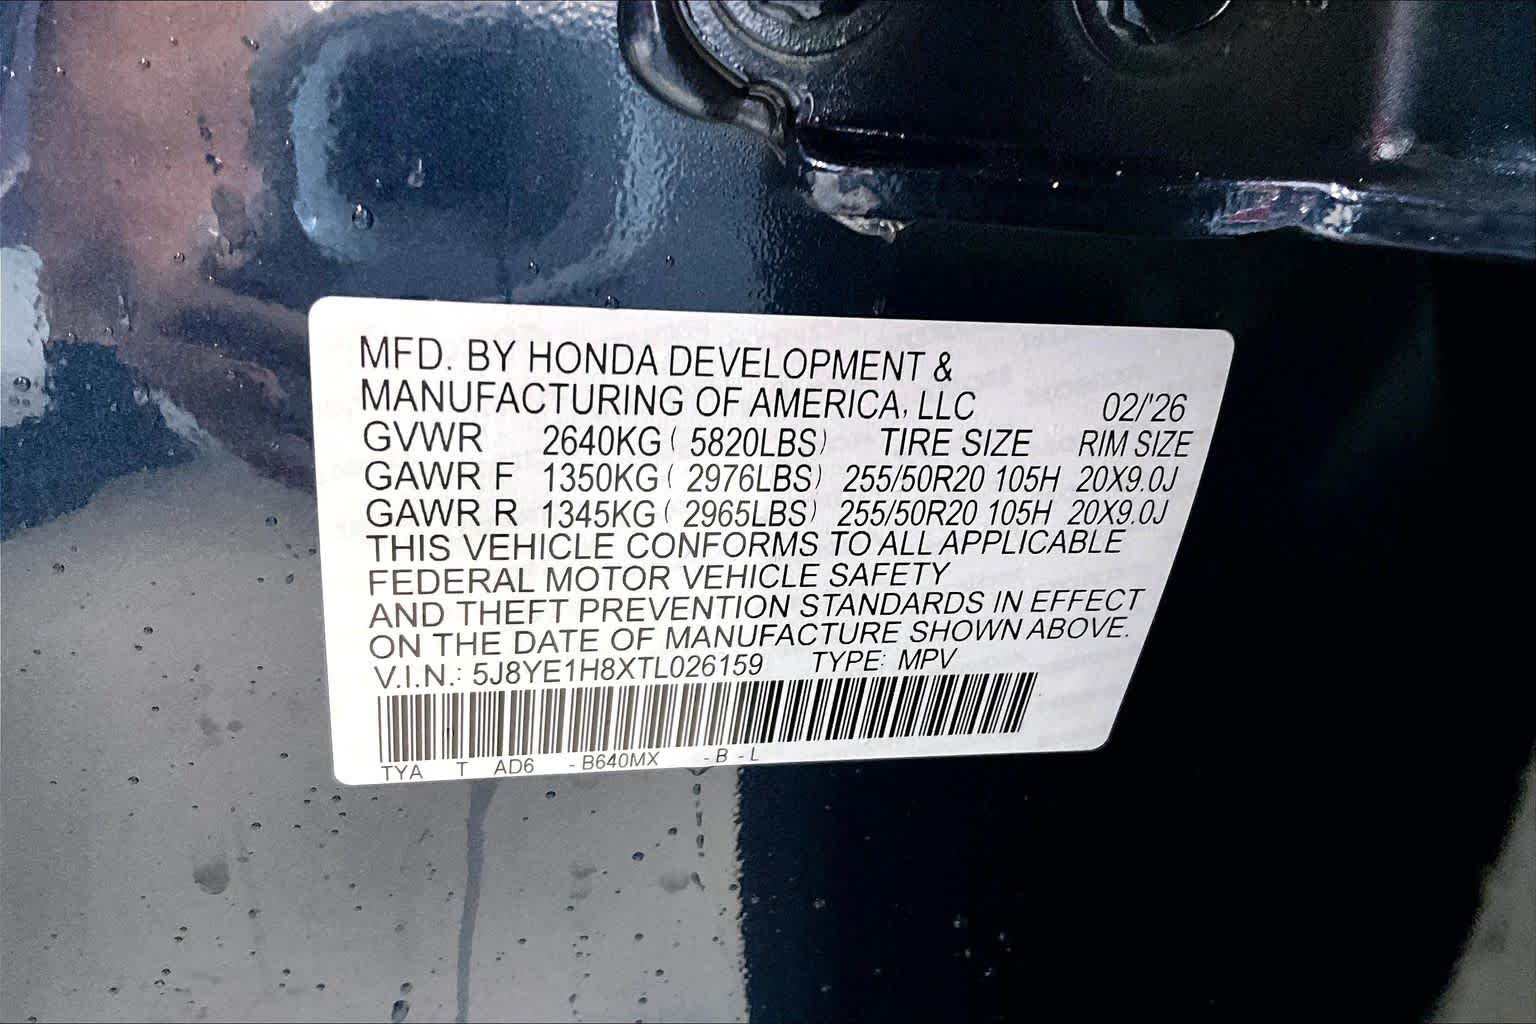 MFD. BY HONDA DEVELOPMENT &
MANUFACTURING OF AMERICA, LLC 02/'26
GVWR 2640KG ( 5820LBS) TIRE SIZE RIM SIZE
GAWR F 1350KG ( 2976LBS) 255/50R20 105H 20X9.0J
GAWR R 1345KG ( 2965LBS) 255/50R20 105H 20X9.0J
THIS VEHICLE CONFORMS TO ALL APPLICABLE
FEDERAL MOTOR VEHICLE SAFETY
AND THEFT PREVENTION STANDARDS IN EFFECT
ON THE DATE OF MANUFACTURE SHOWN ABOVE.
V.I.N.: 5J8YE1H8XTL026159 TYPE: MPV
TYA T AD6 - B640MX - B - L